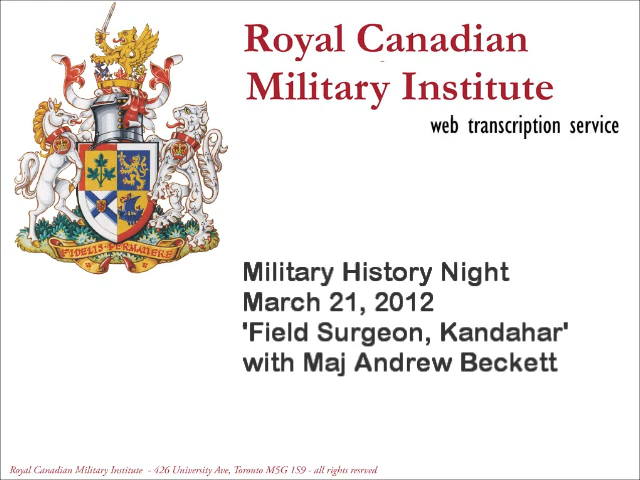 Royal Canadian
Military Institute
web transcription service
FIDELIS PERMANERE
Military History Night
March 21, 2012
'Field Surgeon, Kandahar'
with Maj Andrew Beckett
Royal Canadian Military Institute - 426 University Ave, Toronto M5G 1S9 - all rights resrved